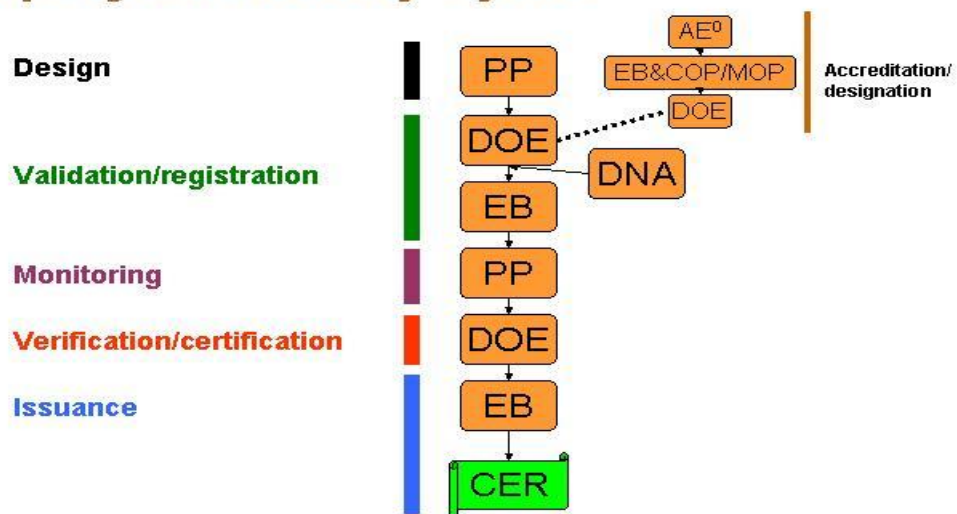 AEº
Design
PP
EB&COP/MOP
Accreditation/
designation
DOE
DOE
Validation/registration
DNA
EB
Monitoring
PP
Verification/certification
DOE
Issuance
EB
CER